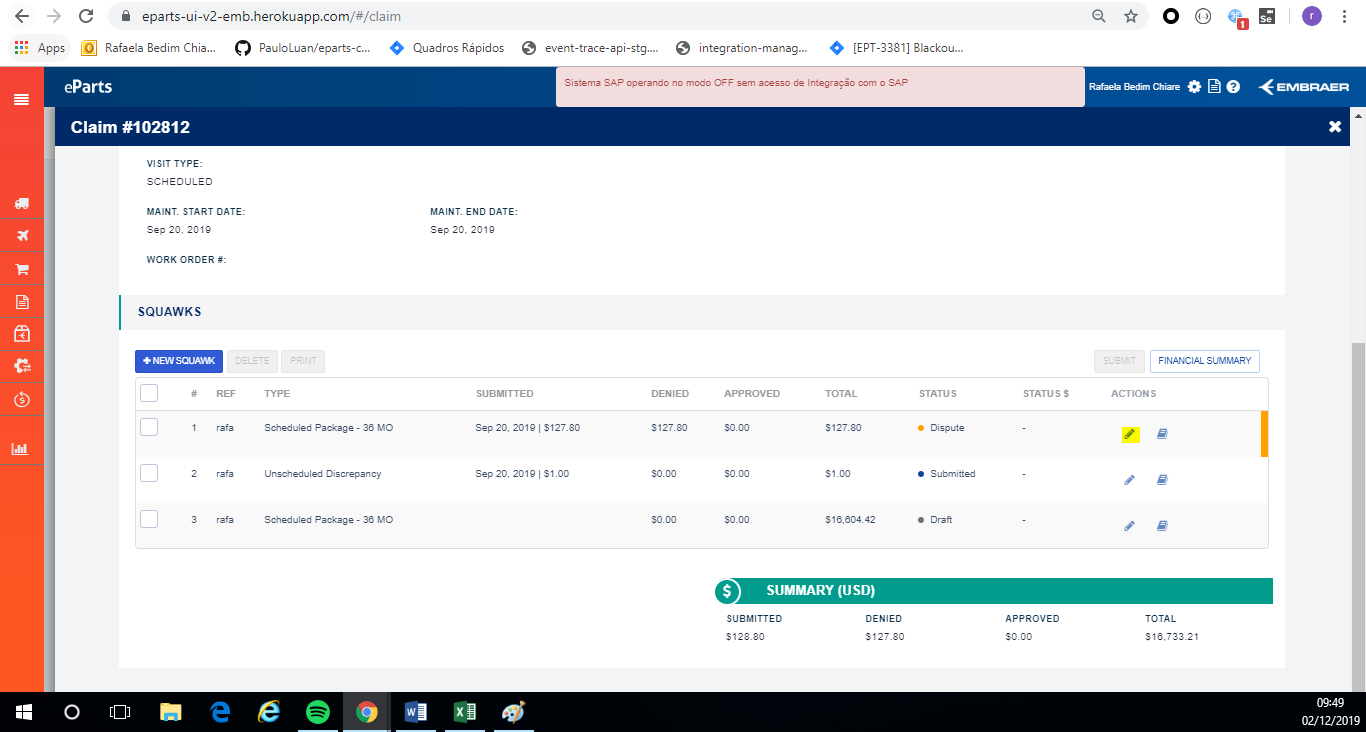 eparts-ui-v2-emb.herokuapp.com/#/claim
1
Se
r
Apps
Rafaela Bedim Chia...
PauloLuan/eparts-c...
Quadros Rápidos
event-trace-api-stg....
integration-manag...
[EPT-3381] Blackou...
eParts
Sistema SAP operando no modo OFF sem acesso de Integração com o SAP
Rafaela Bedim Chiare
EMBRAER
Claim #102812
VISIT TYPE:
SCHEDULED
MAINT. START DATE: MAINT. END DATE:
Sep 20, 2019 Sep 20, 2019
WORK ORDER #:
SQUAWKS
+ NEW SQUAWK DELETE PRINT SUBMIT FINANCIAL SUMMARY
# REF TYPE SUBMITTED DENIED APPROVED TOTAL STATUS STATUS $ ACTIONS
1 rafa Scheduled Package - 36 MO Sep 20, 2019 | $127.80 $127.80 $0.00 $127.80 Dispute -
2 rafa Unscheduled Discrepancy Sep 20, 2019 | $1.00 $0.00 $0.00 $1.00 Submitted -
3 rafa Scheduled Package - 36 MO $0.00 $0.00 $16,604.42 Draft -
$ SUMMARY (USD)
SUBMITTED DENIED APPROVED TOTAL
$128.80 $127.80 $0.00 $16,733.21
09:49
02/12/2019